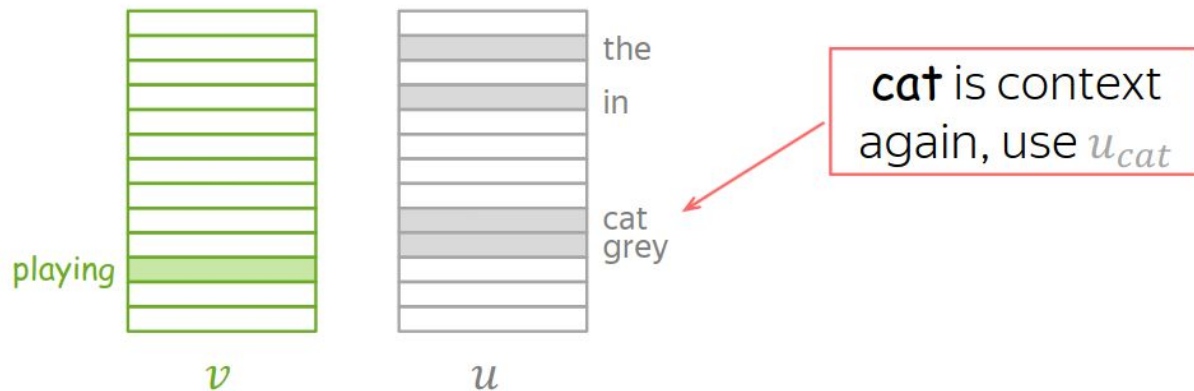 the
in
cat
grey
playing
v
u
cat is context
again, use u_cat